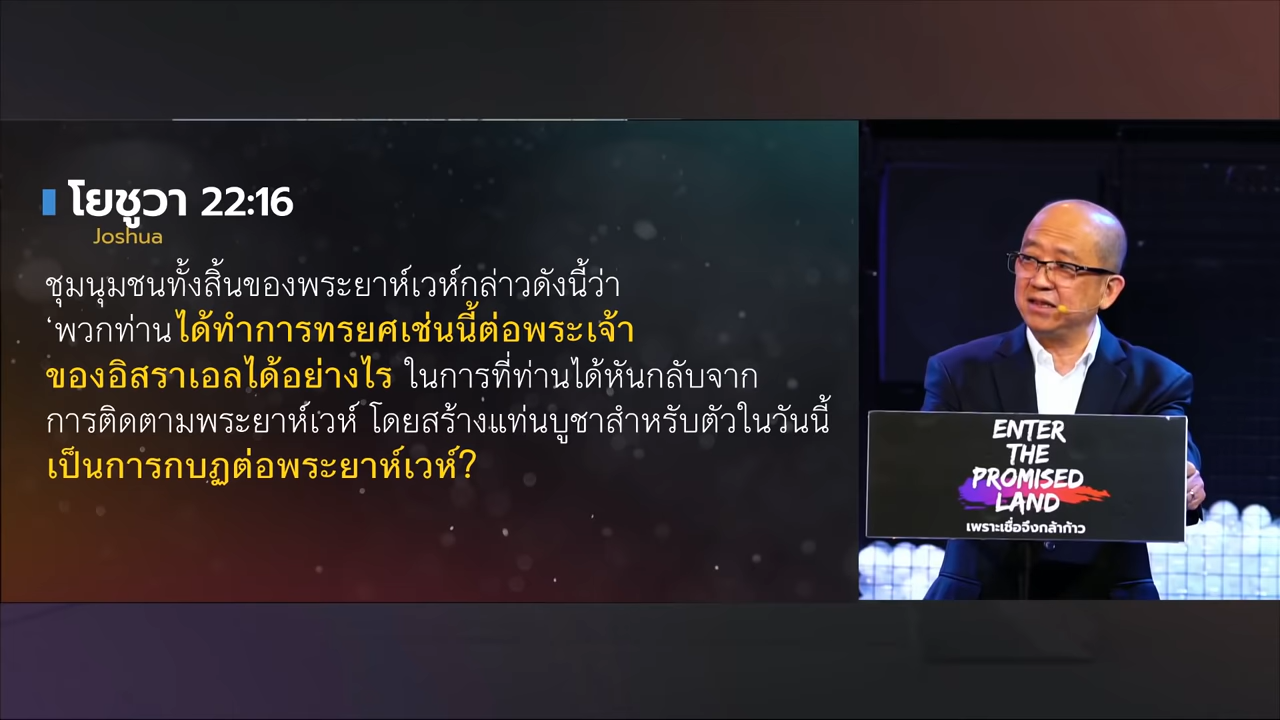 โยชูวา 22:16
Joshua
ชุมนุมชนทั้งสิ้นของพระยาห์เวห์กล่าวดังนี้ว่า
‘พวกท่านได้ทำการทรยศเช่นนี้ต่อพระเจ้า
ของอิสราเอลได้อย่างไร ในการที่ท่านได้หันกลับจาก
การติดตามพระยาห์เวห์ โดยสร้างแท่นบูชาสำหรับตัวในวันนี้
เป็นการกบฏต่อพระยาห์เวห์?
ENTER
THE
PROMISED
LAND
เพราะเชื่อจึงกล้าก้าว